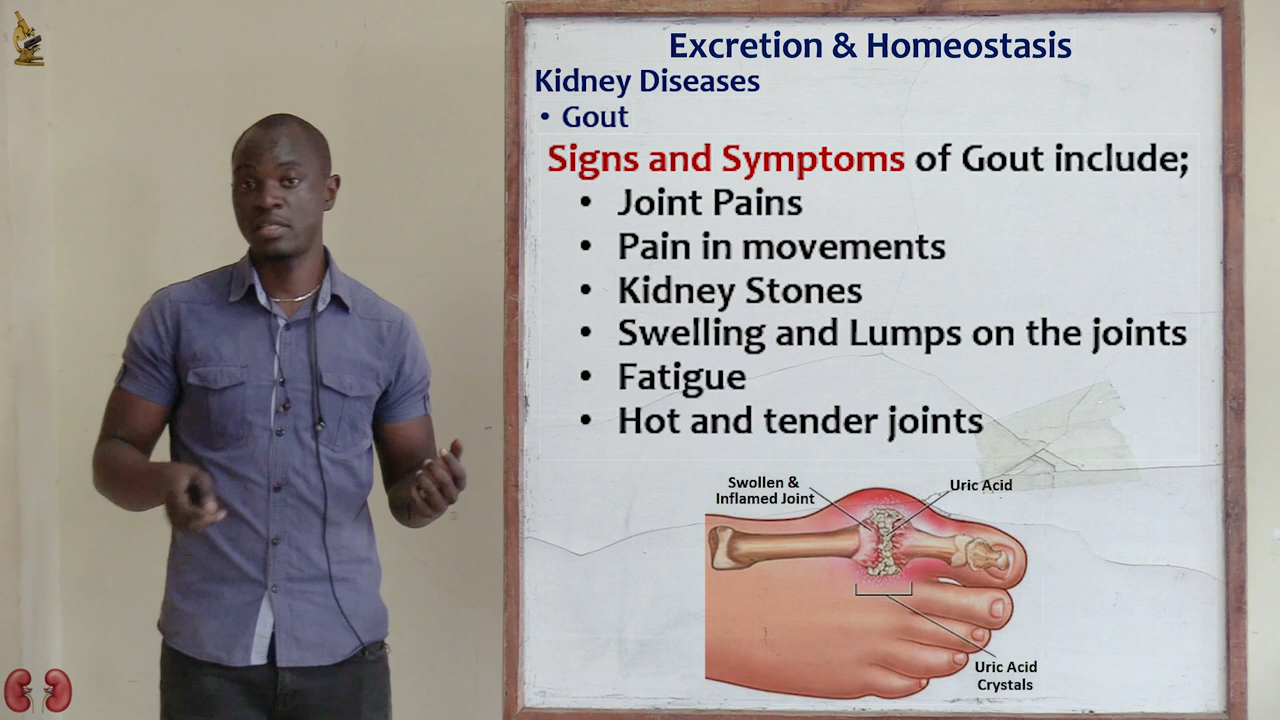 Excretion & Homeostasis
Kidney Diseases
• Gout
Signs and Symptoms of Gout include;
• Joint Pains
• Pain in movements
• Kidney Stones
• Swelling and Lumps on the joints
• Fatigue
• Hot and tender joints
Swollen &
Inflamed Joint
Uric Acid
Uric Acid
Crystals